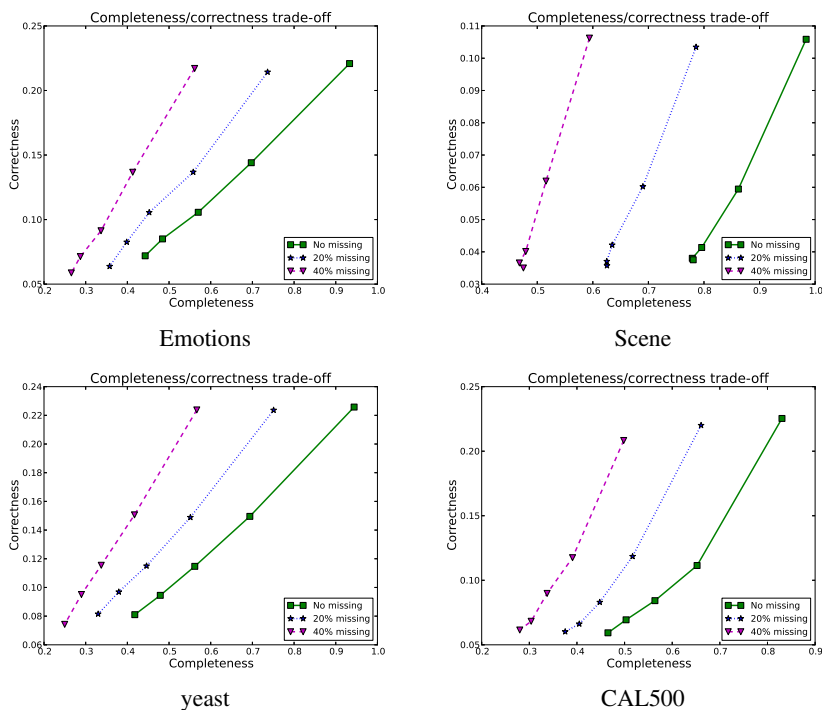 Completeness/correctness trade-off
0.25
0.20
0.15
0.10
0.05
Correctness
No missing
20% missing
40% missing
0.2 0.3 0.4 0.5 0.6 0.7 0.8 0.9 1.0
Completeness
Emotions
Completeness/correctness trade-off
0.11
0.10
0.09
0.08
0.07
0.06
0.05
0.04
0.03
Correctness
No missing
20% missing
40% missing
0.4 0.5 0.6 0.7 0.8 0.9 1.0
Completeness
Scene
Completeness/correctness trade-off
0.24
0.22
0.20
0.18
0.16
0.14
0.12
0.10
0.08
0.06
Correctness
No missing
20% missing
40% missing
0.2 0.3 0.4 0.5 0.6 0.7 0.8 0.9 1.0
Completeness
yeast
Completeness/correctness trade-off
0.25
0.20
0.15
0.10
0.05
Correctness
No missing
20% missing
40% missing
0.2 0.3 0.4 0.5 0.6 0.7 0.8 0.9
Completeness
CAL500